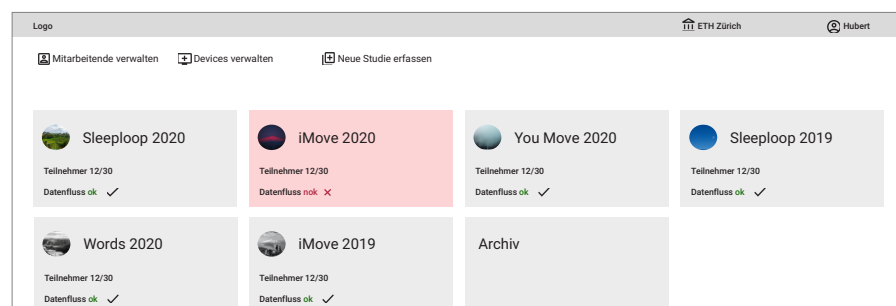 Logo
ETH Zürich
Hubert
Mitarbeitende verwalten
Devices verwalten
Neue Studie erfassen
Sleeploop 2020
Teilnehmer 12/30
Datenfluss ok
iMove 2020
Teilnehmer 12/30
Datenfluss nok
You Move 2020
Teilnehmer 12/30
Datenfluss ok
Sleeploop 2019
Teilnehmer 12/30
Datenfluss ok
Words 2020
Teilnehmer 12/30
Datenfluss ok
iMove 2019
Teilnehmer 12/30
Datenfluss ok
Archiv